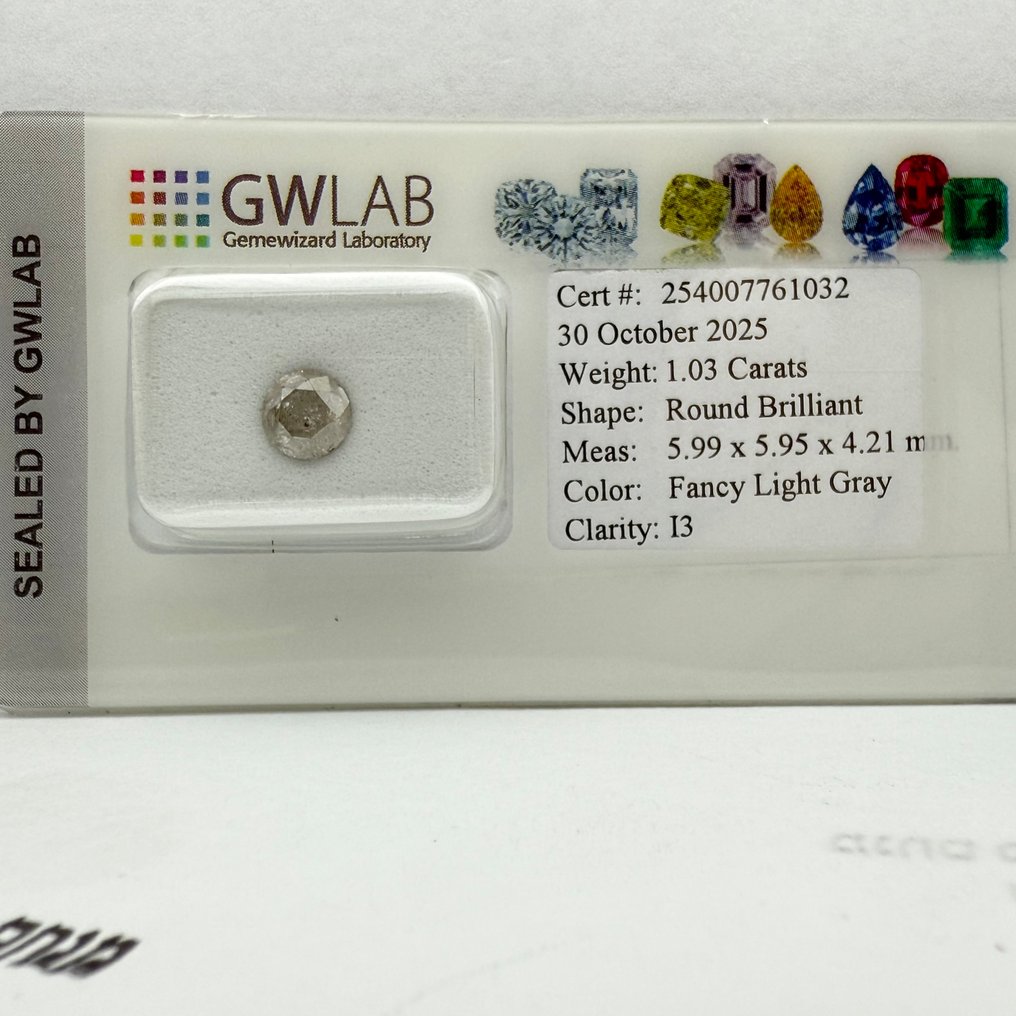 SEALED BY GWLAB
GWLAB
Gemewizard Laboratory
Cert #: 254007761032
30 October 2025
Weight: 1.03 Carats
Shape: Round Brilliant
Meas: 5.99 x 5.95 x 4.21 mm.
Color: Fancy Light Gray
Clarity: I3